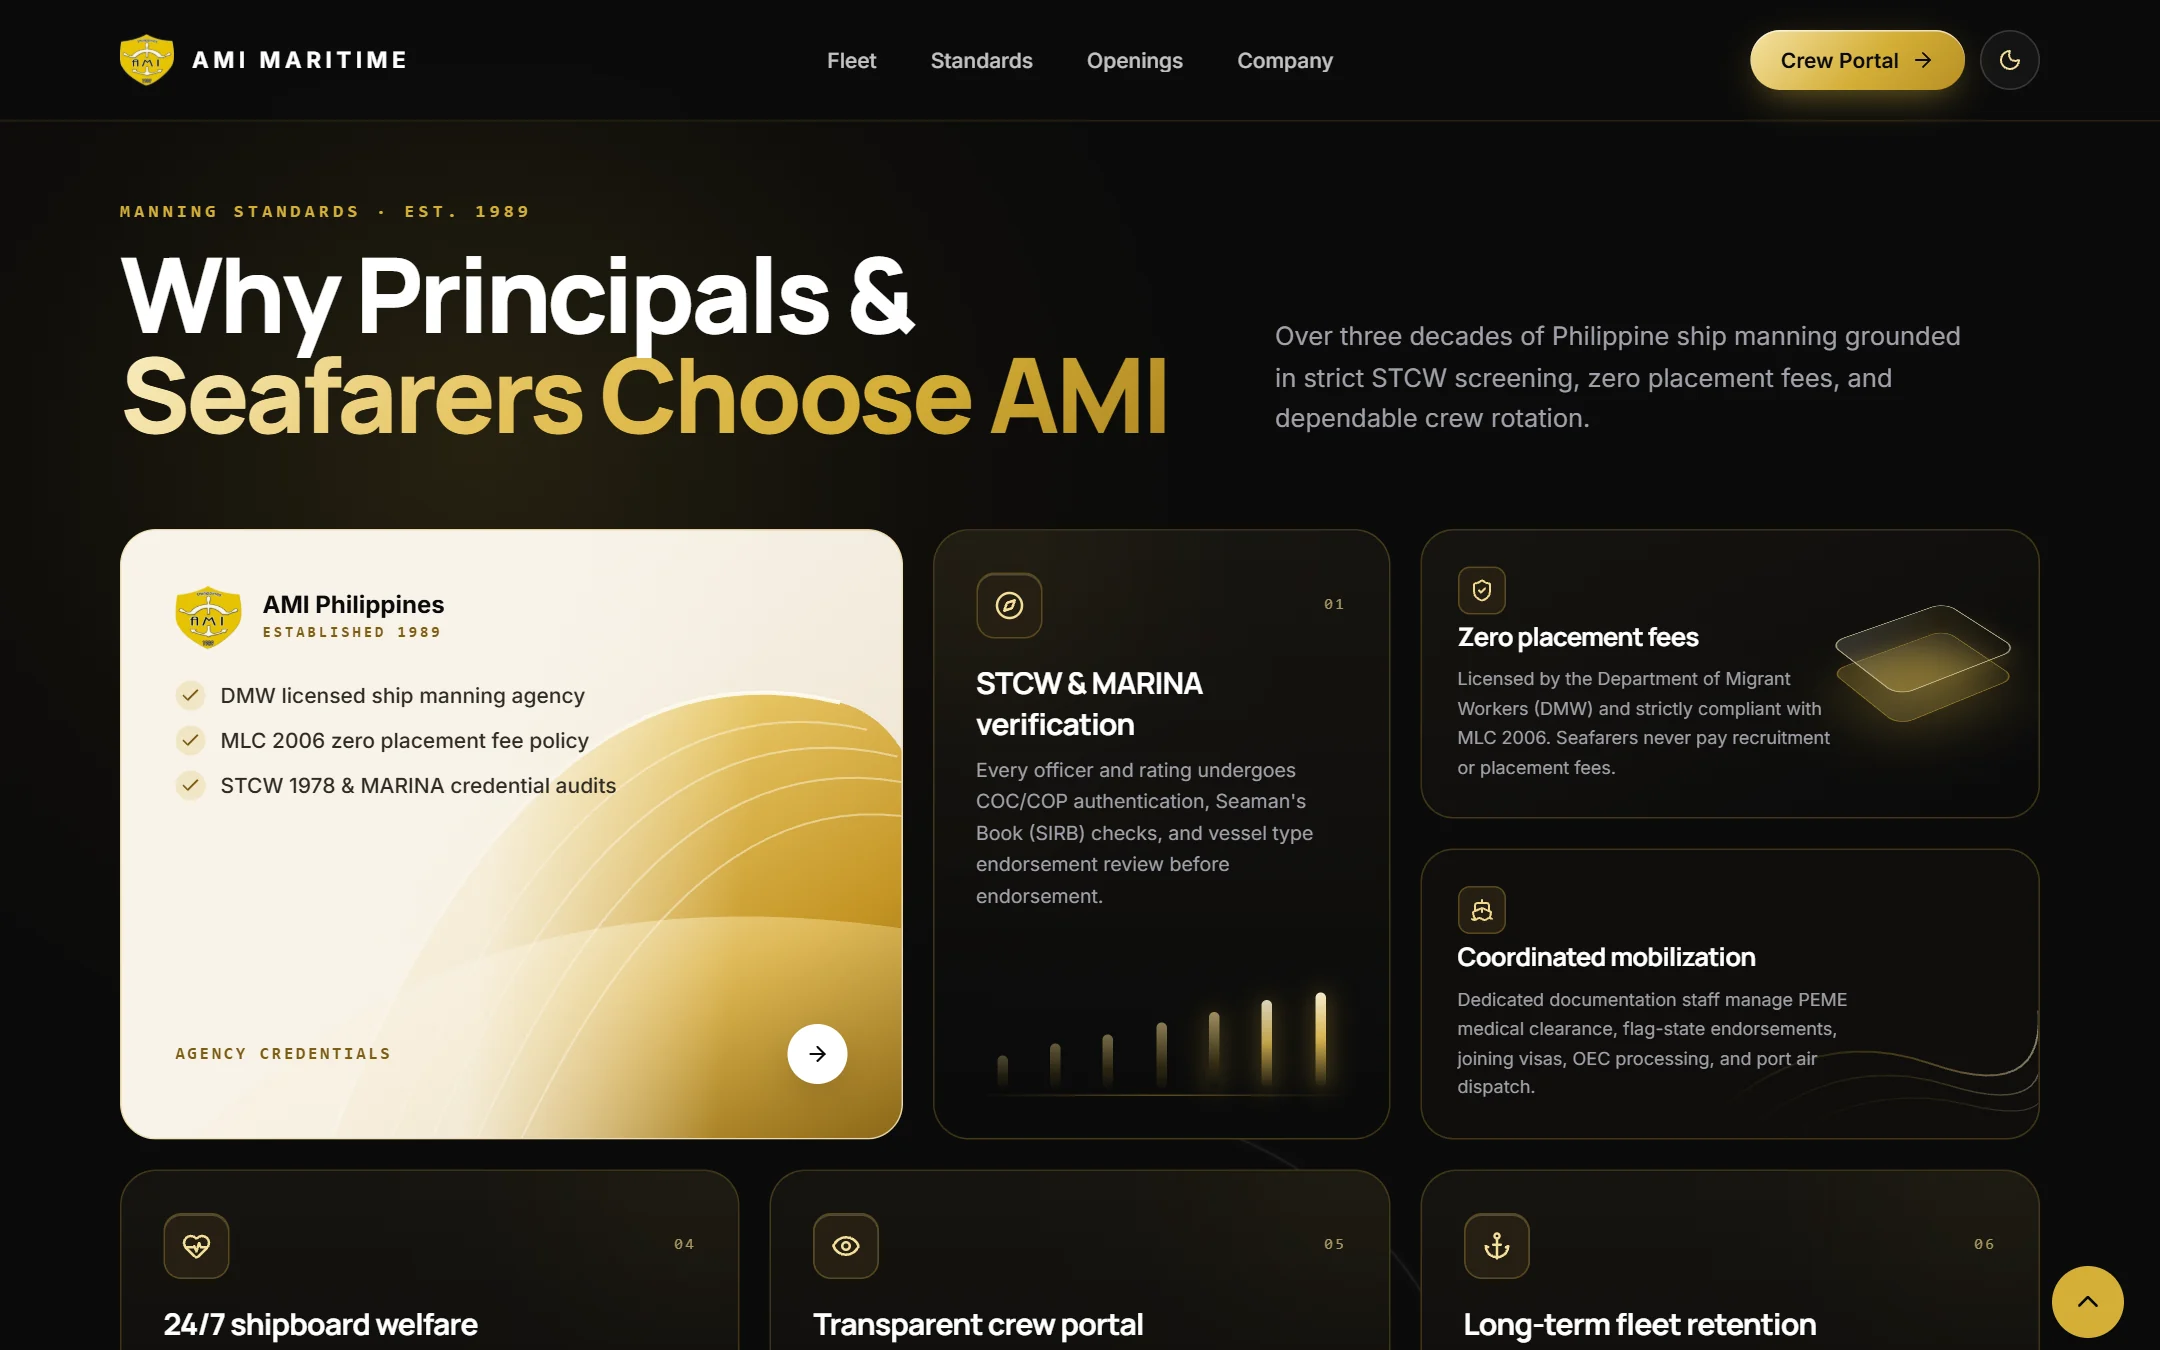 AMI
AMI MARITIME
Fleet
Standards
Openings
Company
Crew Portal
MANNING STANDARDS · EST. 1989
Why Principals &
Seafarers Choose AMI
Over three decades of Philippine ship manning grounded
in strict STCW screening, zero placement fees, and
dependable crew rotation.
AMI
1989
AMI Philippines
ESTABLISHED 1989
DMW licensed ship manning agency
MLC 2006 zero placement fee policy
STCW 1978 & MARINA credential audits
AGENCY CREDENTIALS
01
STCW & MARINA
verification
Every officer and rating undergoes
COC/COP authentication, Seaman's
Book (SIRB) checks, and vessel type
endorsement review before
endorsement.
Zero placement fees
Licensed by the Department of Migrant
Workers (DMW) and strictly compliant with
MLC 2006. Seafarers never pay recruitment
or placement fees.
Coordinated mobilization
Dedicated documentation staff manage PEME
medical clearance, flag-state endorsements,
joining visas, OEC processing, and port air
dispatch.
04
24/7 shipboard welfare
05
Transparent crew portal
06
Long-term fleet retention